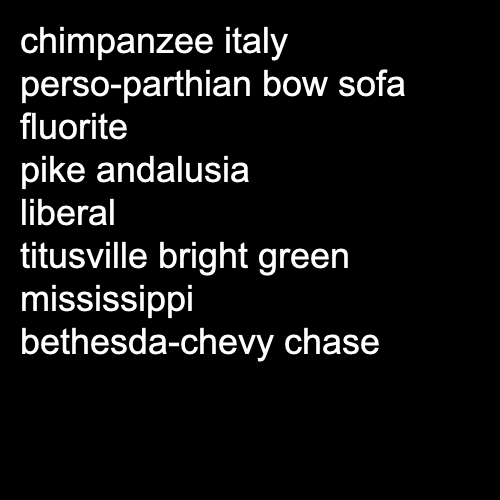 chimpanzee italy
perso-parthian bow sofa
fluorite
pike andalusia
liberal
titusville bright green
mississippi
bethesda-chevy chase